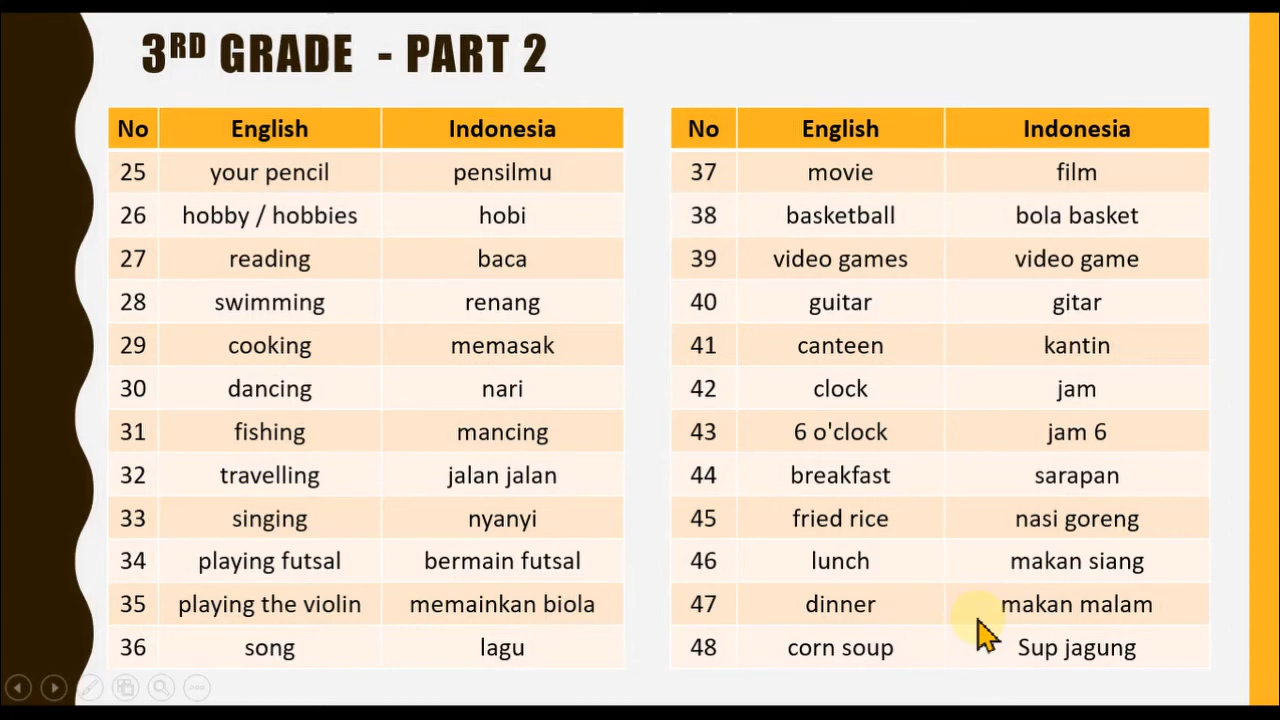 3RD GRADE - PART 2
No English Indonesia
25 your pencil pensilmu
26 hobby / hobbies hobi
27 reading baca
28 swimming renang
29 cooking memasak
30 dancing nari
31 fishing mancing
32 travelling jalan jalan
33 singing nyanyi
34 playing futsal bermain futsal
35 playing the violin memainkan biola
36 song lagu
No English Indonesia
37 movie film
38 basketball bola basket
39 video games video game
40 guitar gitar
41 canteen kantin
42 clock jam
43 6 o'clock jam 6
44 breakfast sarapan
45 fried rice nasi goreng
46 lunch makan siang
47 dinner makan malam
48 corn soup Sup jagung